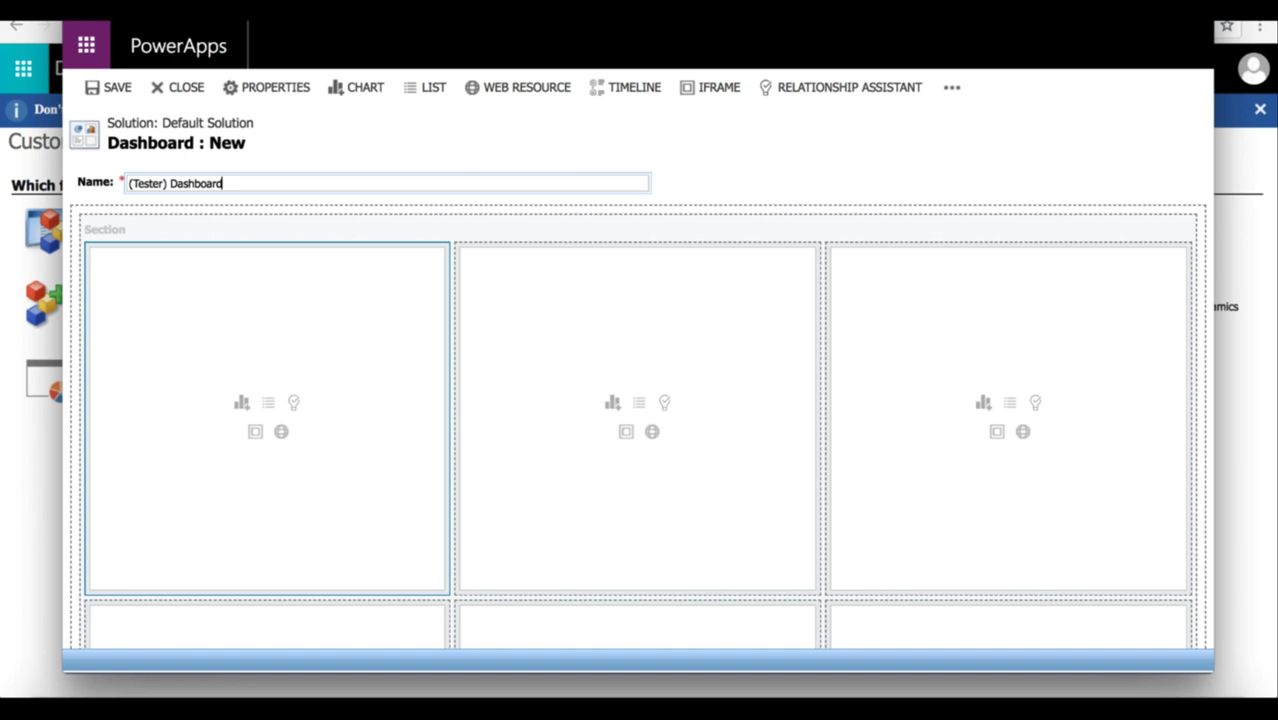 PowerApps
SAVE CLOSE PROPERTIES CHART LIST WEB RESOURCE TIMELINE IFRAME RELATIONSHIP ASSISTANT •••
Don'
Solution: Default Solution
Dashboard : New
Custo
Name: * (Tester) Dashboard
Which f
Section
amics